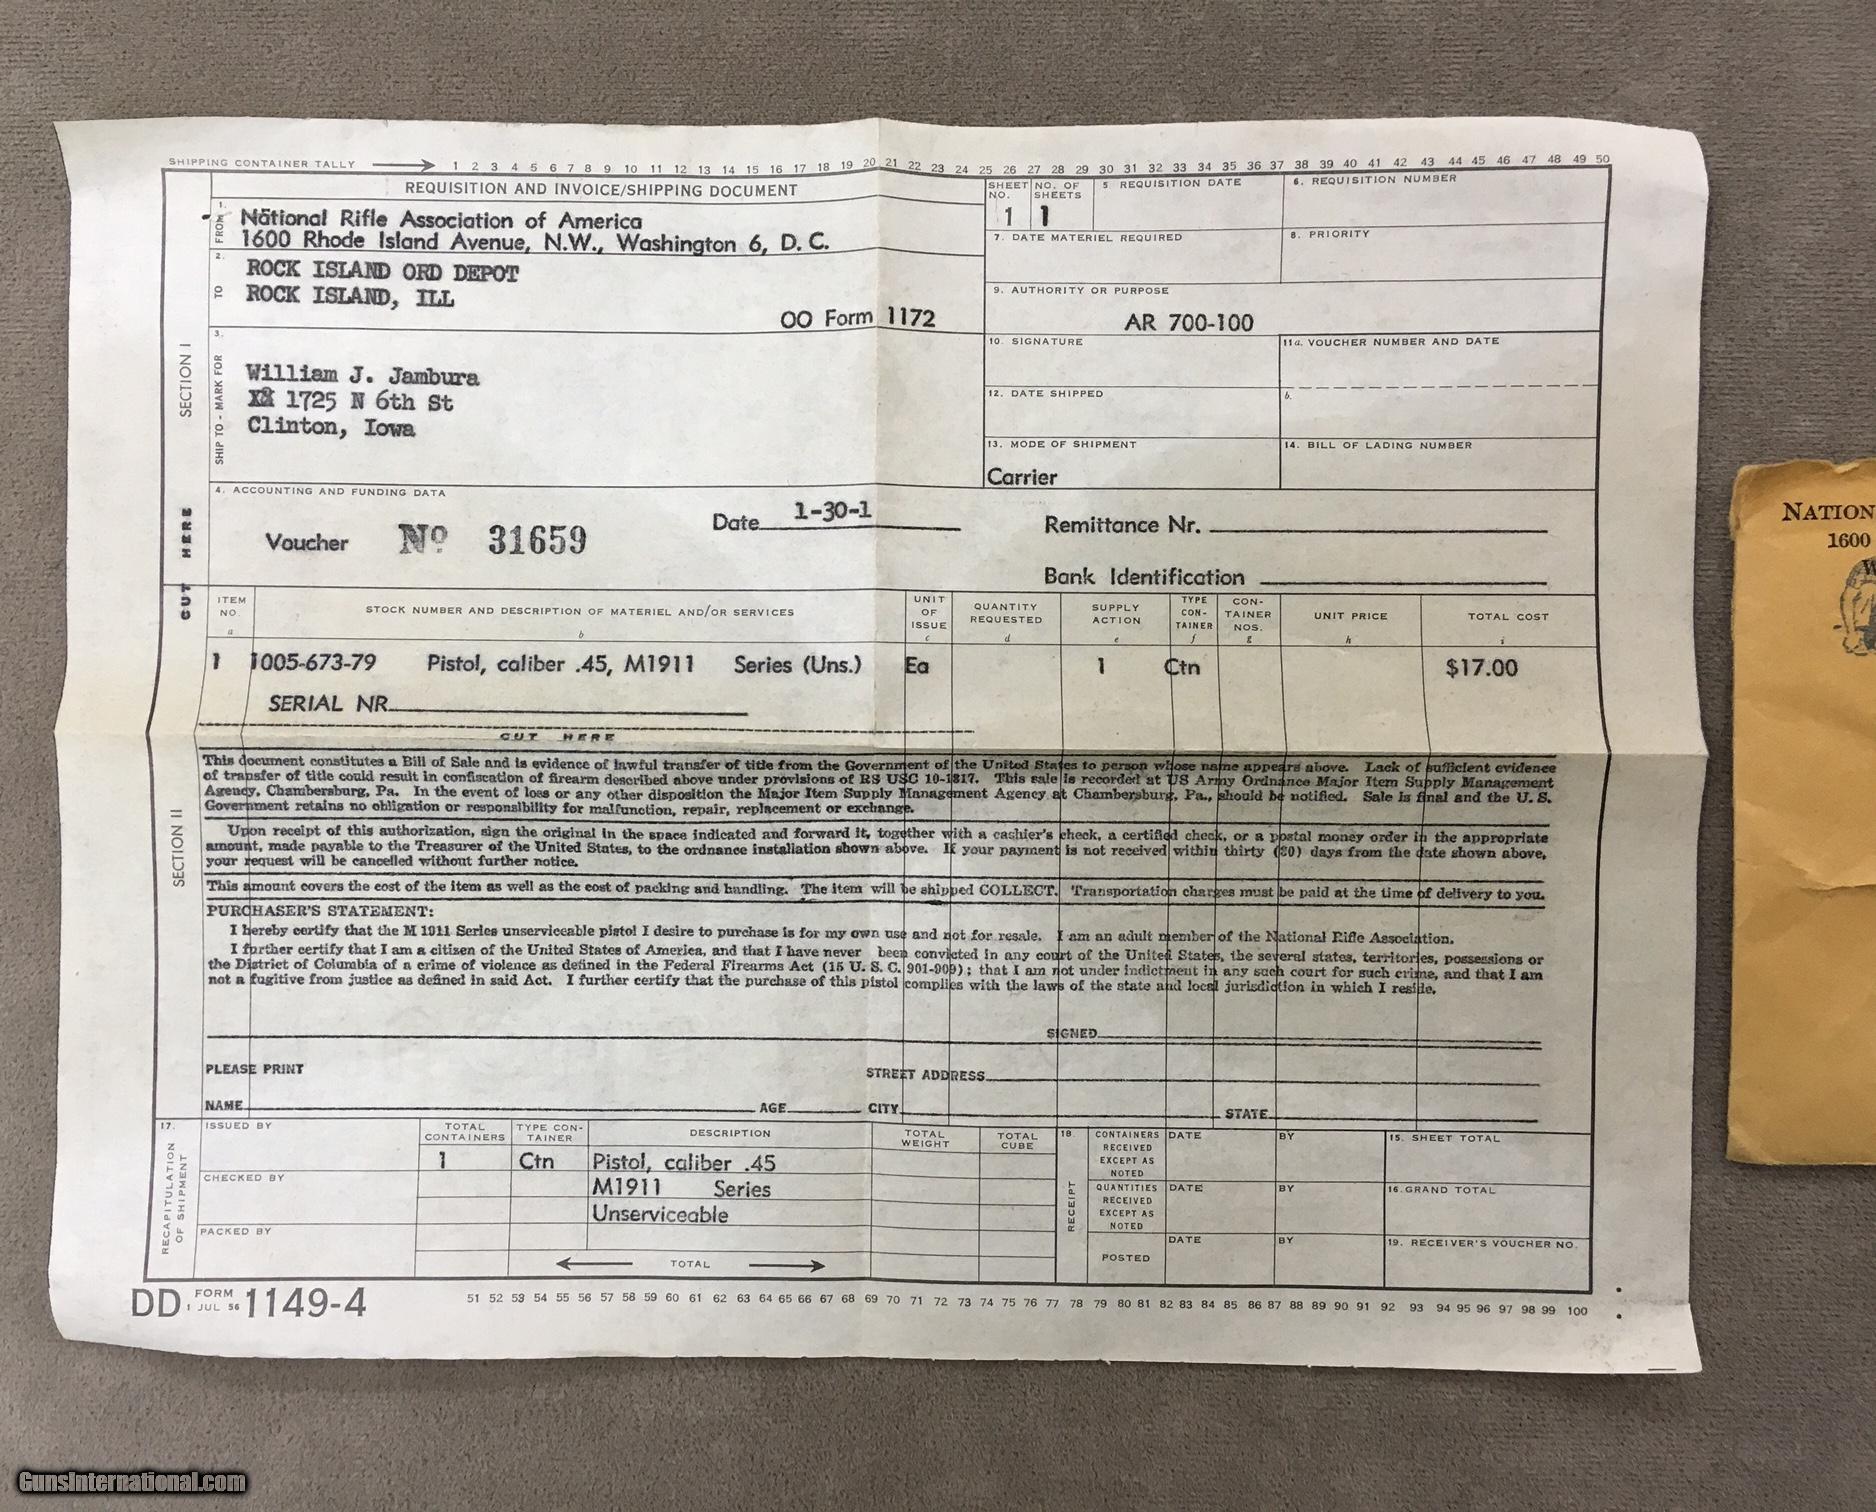 SHIPPING CONTAINER TALLY 1 2 3 4 5 6 7 8 9 10 11 12 13 14 15 16 17 18 19 20 21 22 23 24 25 26 27 28 29 30 31 32 33 34 35 36 37 38 39 40 41 42 43 44 45 46 47 48 49 50
REQUISITION AND INVOICE/SHIPPING DOCUMENT
SHEET NO.
1
NO. OF SHEETS
1
5 REQUISITION DATE
6. REQUISITION NUMBER
SECTION I
1.
FROM
National Rifle Association of America
1600 Rhode Island Avenue, N.W., Washington 6, D. C.
7. DATE MATERIEL REQUIRED
8. PRIORITY
2.
TO
ROCK ISLAND ORD DEPOT
ROCK ISLAND, ILL
OO Form 1172
9. AUTHORITY OR PURPOSE
AR 700-100
3.
SHIP TO - MARK FOR
William J. Jambura
1725 N 6th St
Clinton, Iowa
10. SIGNATURE
11a. VOUCHER NUMBER AND DATE
12. DATE SHIPPED
b.
13. MODE OF SHIPMENT
Carrier
14. BILL OF LADING NUMBER
CUT HERE
4. ACCOUNTING AND FUNDING DATA
Voucher No 31659
Date 1-30-1
Remittance Nr.
Bank Identification
ITEM NO.
a
STOCK NUMBER AND DESCRIPTION OF MATERIEL AND/OR SERVICES
b
UNIT OF ISSUE
c
QUANTITY REQUESTED
d
SUPPLY ACTION
e
TYPE CON-TAINER
f
CON-TAINER NOS.
g
UNIT PRICE
h
TOTAL COST
i
1 1005-673-79 Pistol, caliber .45, M1911 Series (Uns.) Ea 1 Ctn $17.00
SERIAL NR
CUT HERE
SECTION II
This document constitutes a Bill of Sale and is evidence of lawful transfer of title from the Government of the United States to person whose name appears above. Lack of sufficient evidence
of transfer of title could result in confiscation of firearm described above under provisions of RS USC 10-1317. This sale is recorded at US Army Ordnance Major Item Supply Management
Agency, Chambersburg, Pa. In the event of loss or any other disposition the Major Item Supply Management Agency at Chambersburg, Pa., should be notified. Sale is final and the U. S.
Government retains no obligation or responsibility for malfunction, repair, replacement or exchange.
Upon receipt of this authorization, sign the original in the space indicated and forward it, together with a cashier's check, a certified check, or a postal money order in the appropriate
amount, made payable to the Treasurer of the United States, to the ordnance installation shown above. If your payment is not received within thirty (30) days from the date shown above,
your request will be cancelled without further notice.
This amount covers the cost of the item as well as the cost of packing and handling. The item will be shipped COLLECT. Transportation charges must be paid at the time of delivery to you.
PURCHASER'S STATEMENT:
I hereby certify that the M 1911 Series unserviceable pistol I desire to purchase is for my own use and not for resale. I am an adult member of the National Rifle Association.
I further certify that I am a citizen of the United States of America, and that I have never been convicted in any court of the United States, the several states, territories, possessions or
the District of Columbia of a crime of violence as defined in the Federal Firearms Act (15 U. S. C. 901-909); that I am not under indictment in any such court for such crime, and that I am
not a fugitive from justice as defined in said Act. I further certify that the purchase of this pistol complies with the laws of the state and local jurisdiction in which I reside.
SIGNED
PLEASE PRINT
STREET ADDRESS
NAME AGE CITY STATE
17.
RECAPITULATION OF SHIPMENT
ISSUED BY
CHECKED BY
PACKED BY
TOTAL CONTAINERS
1
TYPE CON-TAINER
Ctn
DESCRIPTION
Pistol, caliber .45
M1911 Series
Unserviceable
TOTAL
TOTAL WEIGHT
TOTAL CUBE
18.
RECEIPT
CONTAINERS RECEIVED EXCEPT AS NOTED
DATE
BY
15. SHEET TOTAL
QUANTITIES RECEIVED EXCEPT AS NOTED
DATE
BY
16. GRAND TOTAL
POSTED
DATE
BY
19. RECEIVER'S VOUCHER NO.
DD FORM 1 JUL 56 1149-4
51 52 53 54 55 56 57 58 59 60 61 62 63 64 65 66 67 68 69 70 71 72 73 74 75 76 77 78 79 80 81 82 83 84 85 86 87 88 89 90 91 92 93 94 95 96 97 98 99 100
NATION
1600
W
GunsInternational.com